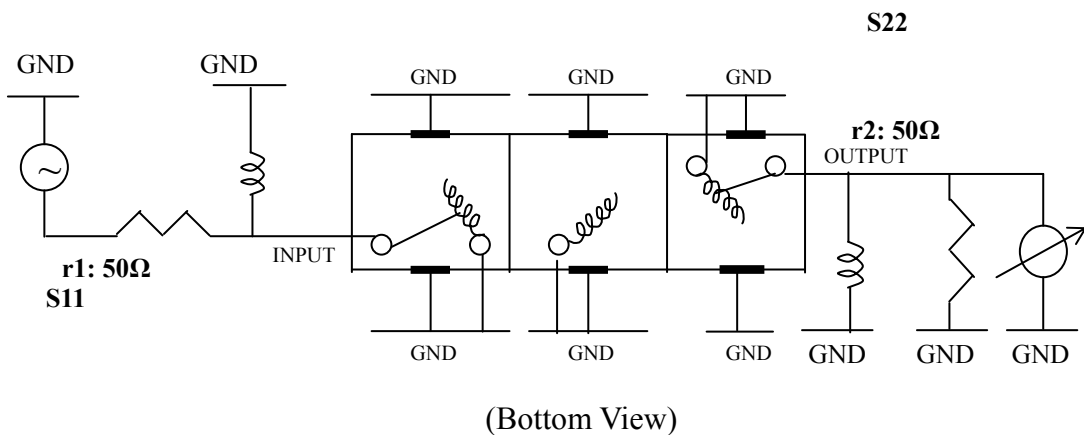 S22
GND
GND
GND
GND
GND
r2: 50Ω
OUTPUT
INPUT
r1: 50Ω
S11
GND
GND
GND
GND
GND
GND
(Bottom View)